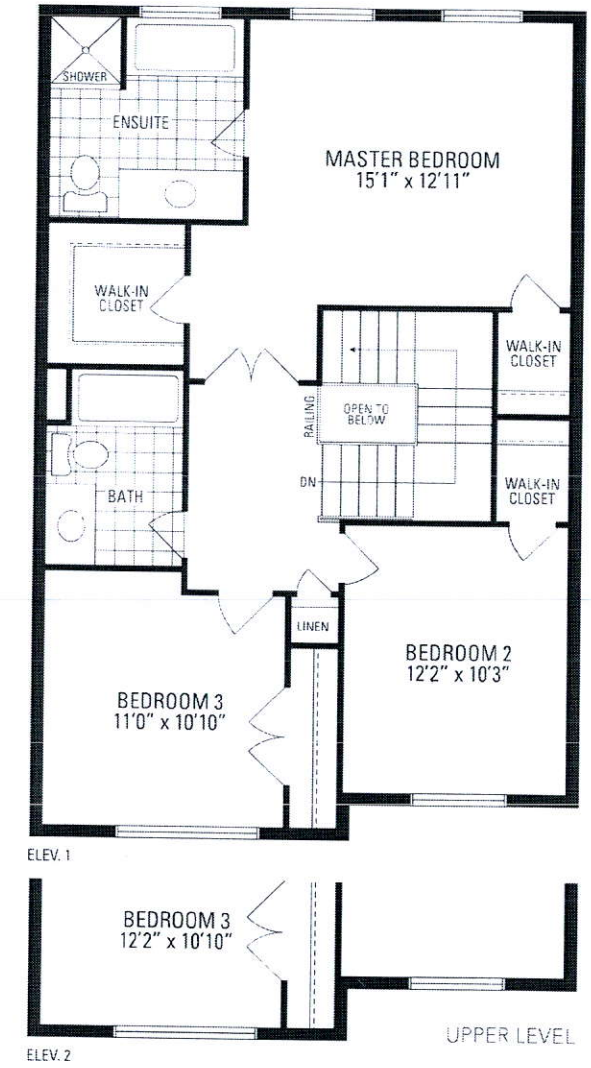 SHOWER
ENSUITE
MASTER BEDROOM
15'1" x 12'11"
WALK-IN
CLOSET
WALK-IN
CLOSET
RAILING
OPEN TO
BELOW
DN
WALK-IN
CLOSET
BATH
LINEN
BEDROOM 2
12'2" x 10'3"
BEDROOM 3
11'0" x 10'10"
ELEV. 1
BEDROOM 3
12'2" x 10'10"
UPPER LEVEL
ELEV. 2